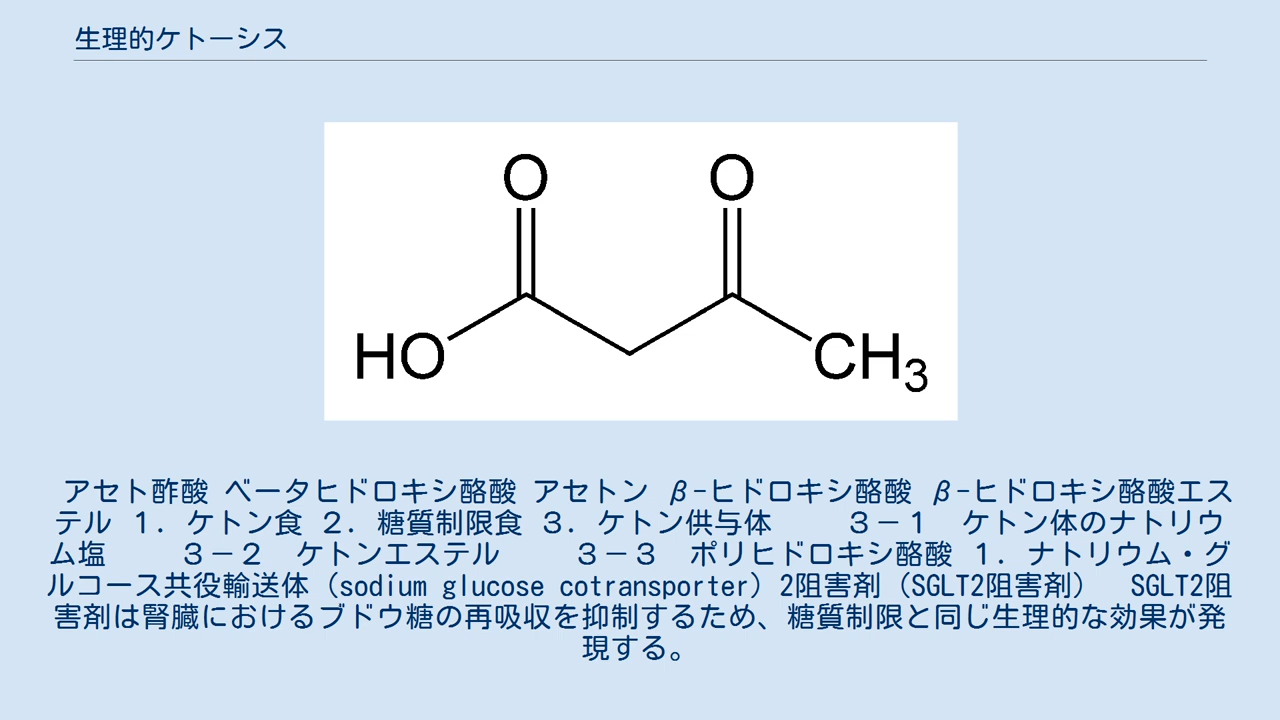 生理的ケトーシス
O O
HO CH3
アセト酢酸 ベータヒドロキシ酪酸 アセトン β-ヒドロキシ酪酸 β-ヒドロキシ酪酸エス
テル １．ケトン食 ２．糖質制限食 ３．ケトン供与体　　３－１　ケトン体のナトリウ
ム塩　　３－２　ケトンエステル　　３－３　ポリヒドロキシ酪酸 １．ナトリウム・グ
ルコース共役輸送体（sodium glucose cotransporter）2阻害剤（SGLT2阻害剤）　SGLT2阻
害剤は腎臓におけるブドウ糖の再吸収を抑制するため、糖質制限と同じ生理的な効果が発
現する。